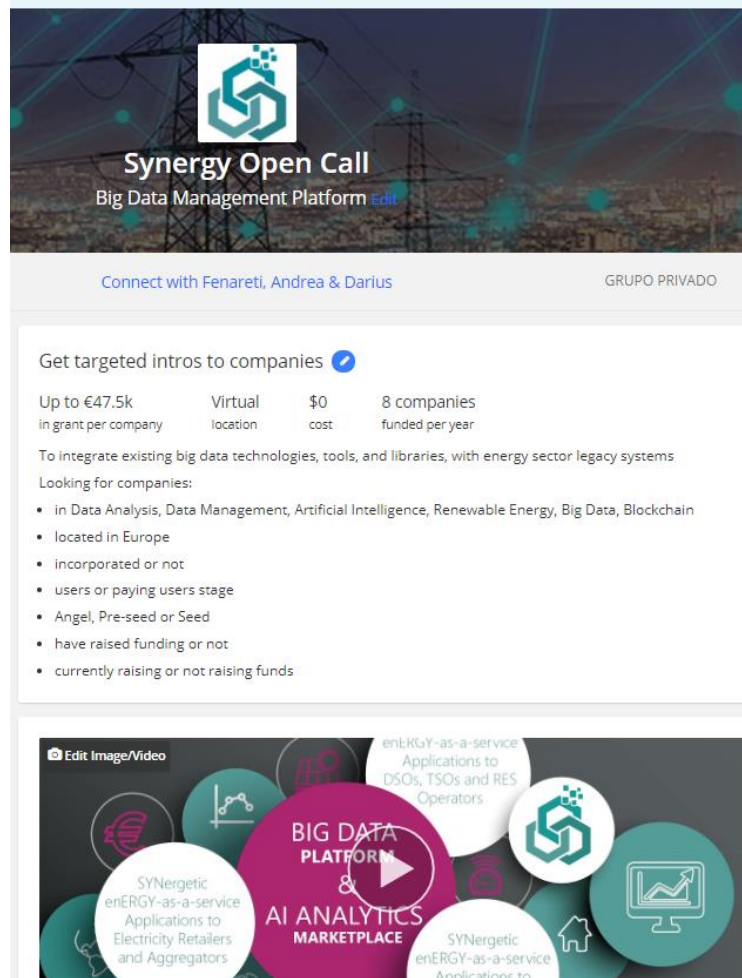 Synergy Open Call
Big Data Management Platform Edit
Connect with Fenareti, Andrea & Darius
GRUPO PRIVADO
Get targeted intros to companies
Up to €47.5k
in grant per company
Virtual
location
$0
cost
8 companies
funded per year
To integrate existing big data technologies, tools, and libraries, with energy sector legacy systems
Looking for companies:
• in Data Analysis, Data Management, Artificial Intelligence, Renewable Energy, Big Data, Blockchain
• located in Europe
• incorporated or not
• users or paying users stage
• Angel, Pre-seed or Seed
• have raised funding or not
• currently raising or not raising funds
Edit Image/Video
enERGY-as-a-service
Applications to
DSOs, TSOs and RES
Operators
BIG DATA
PLATFORM
&
AI ANALYTICS
MARKETPLACE
SYNergetic
enERGY-as-a-service
Applications to
Electricity Retailers
and Aggregators
SYNergetic
enERGY-as-a-service
Applications to